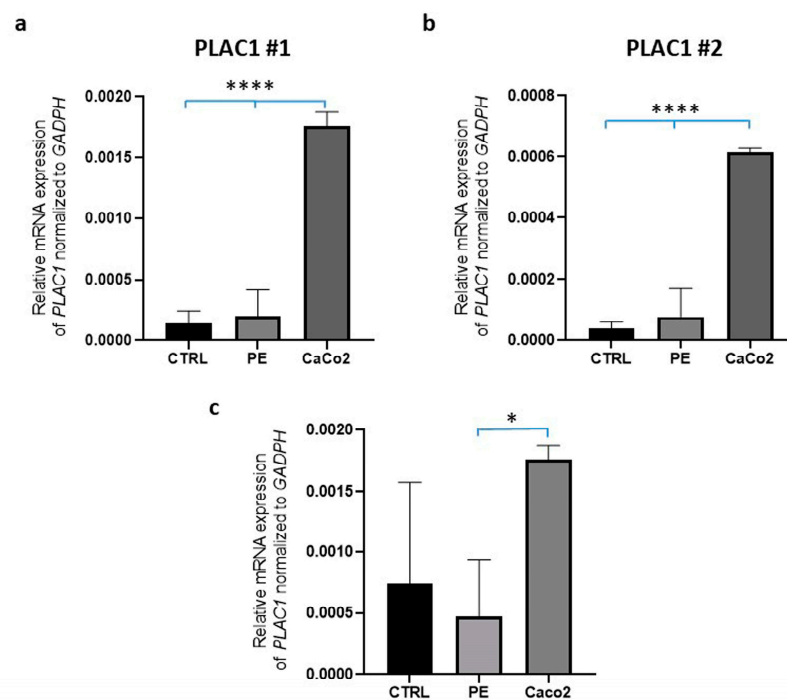 a
PLAC1 #1
Relative mRNA expression
of PLAC1 normalized to GADPH
0.0020
0.0015
0.0010
0.0005
0.0000
****
CTRL PE CaCo2
b
PLAC1 #2
Relative mRNA expression
of PLAC1 normalized to GADPH
0.0008
0.0006
0.0004
0.0002
0.0000
****
CTRL PE CaCo2
c
Relative mRNA expression
of PLAC1 normalized to GADPH
0.0020
0.0015
0.0010
0.0005
0.0000
*
CTRL PE Caco2